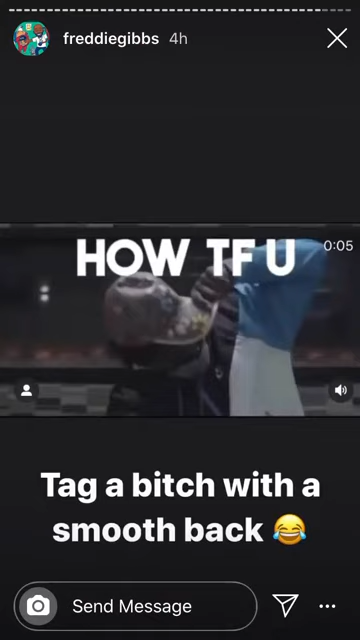 freddiegibbs 4h
HOW TF U
0:05
Tag a bitch with a
smooth back 😂
Send Message